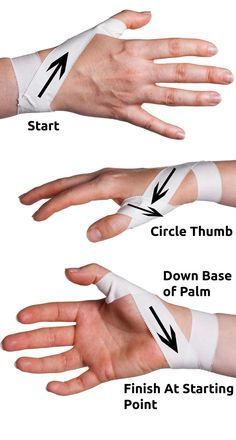 Start
Circle Thumb
Down Base
of Palm
Finish At Starting
Point